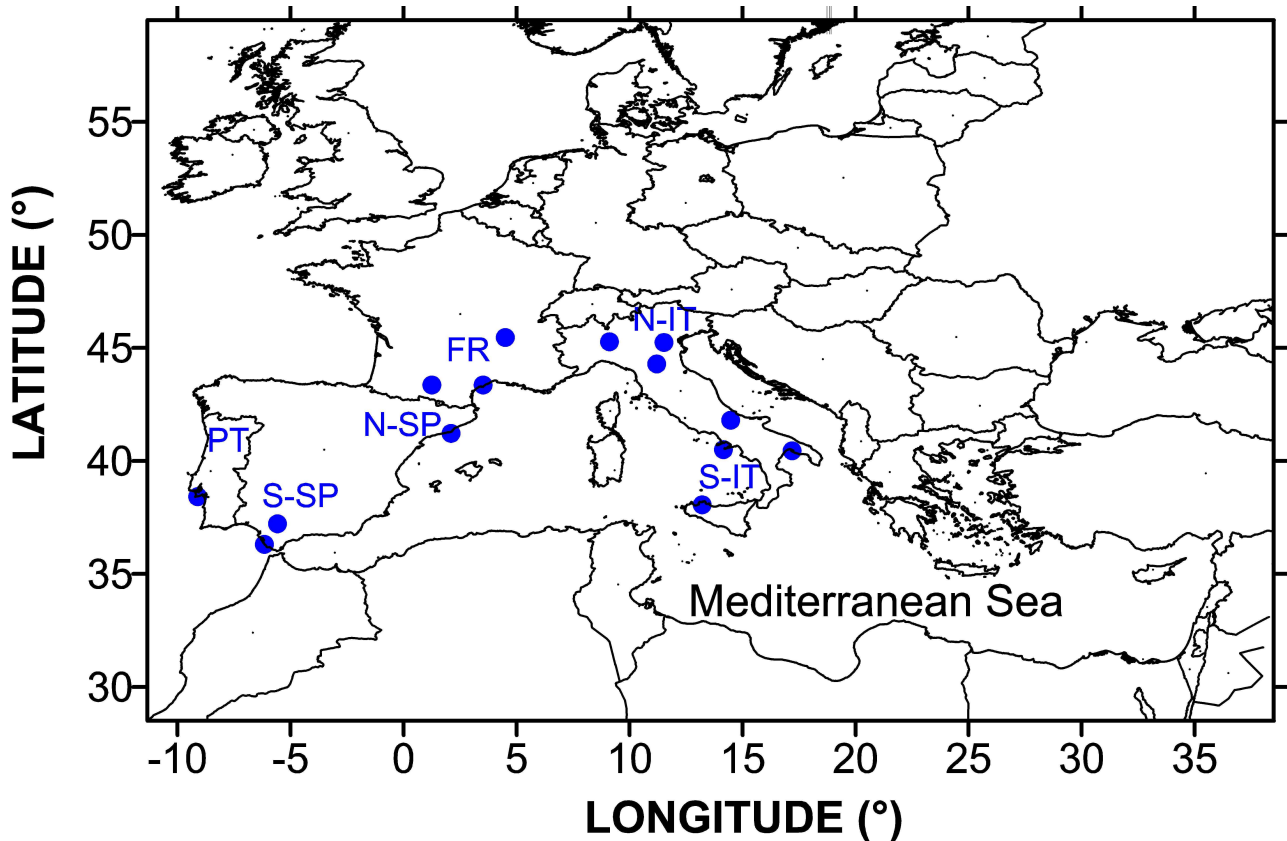 LATITUDE (°)
55
50
45
40
35
30
N-IT
FR
N-SP
PT
S-IT
S-SP
Mediterranean Sea
-10 -5 0 5 10 15 20 25 30 35
LONGITUDE (°)